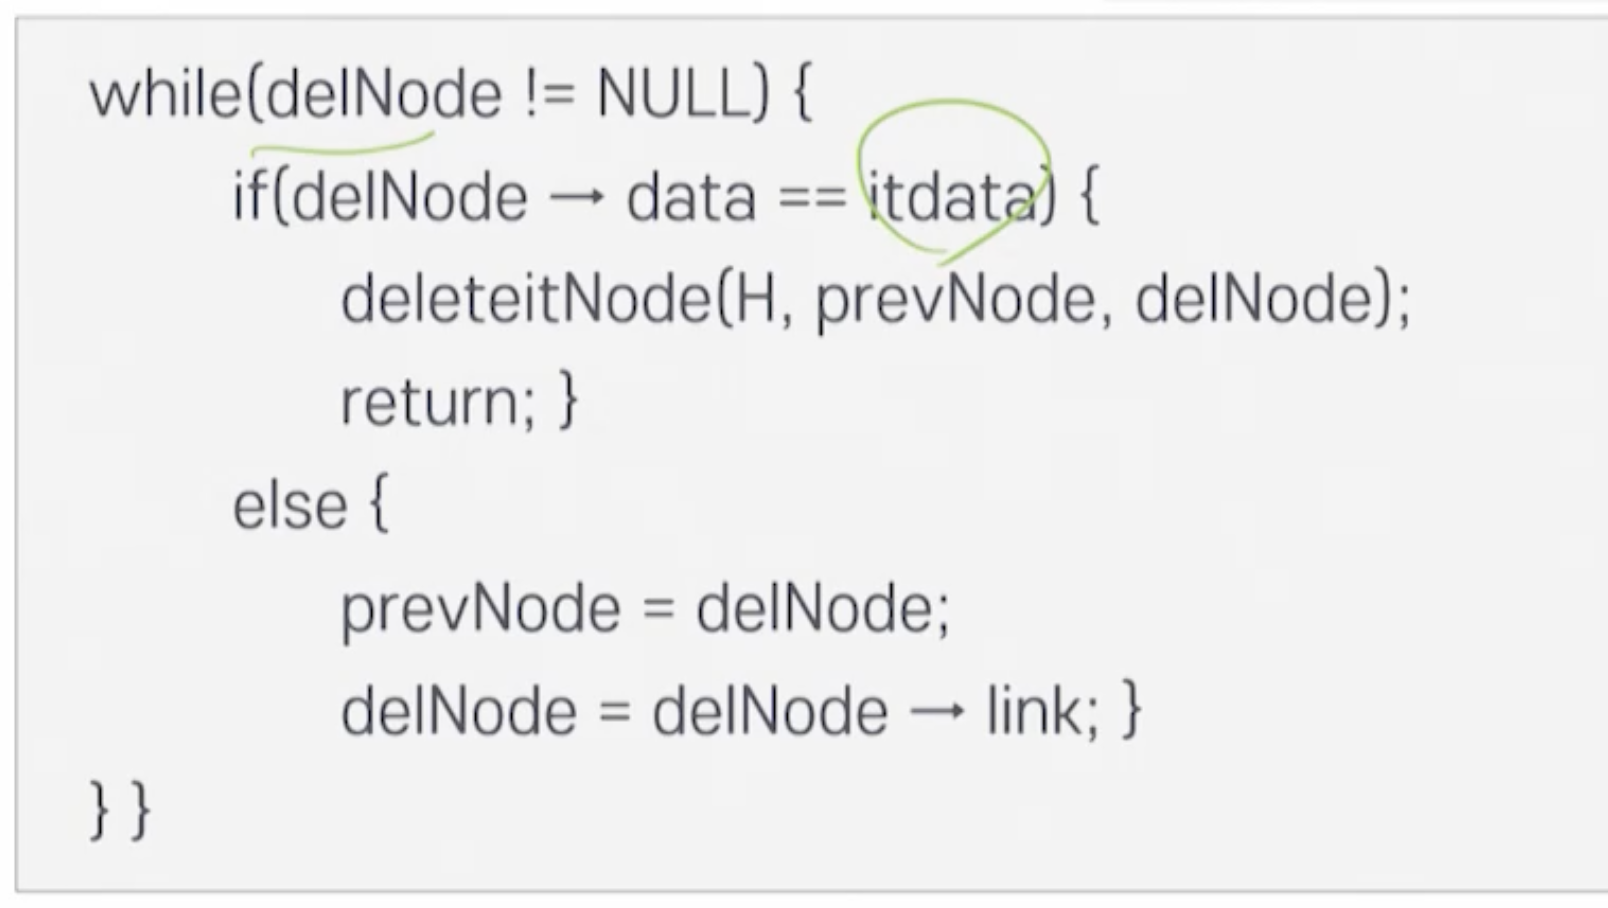 while(delNode != NULL) {
if(delNode → data == itdata) {
deleteitNode(H, prevNode, delNode);
return; }
else {
prevNode = delNode;
delNode = delNode → link; }
} }